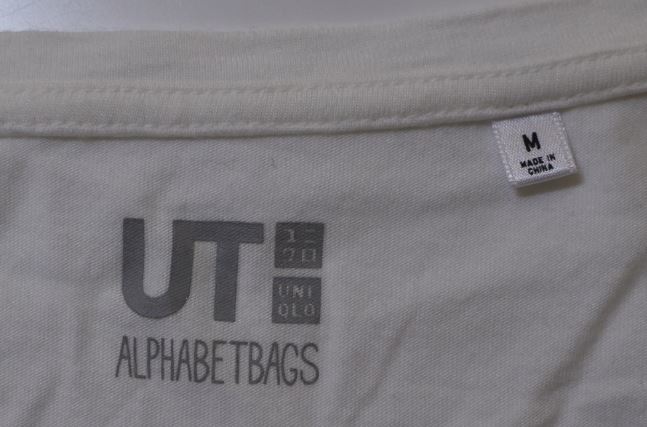 M
MADE IN
CHINA
UT
ユニ
クロ
UNI
QLO
ALPHABETBAGS